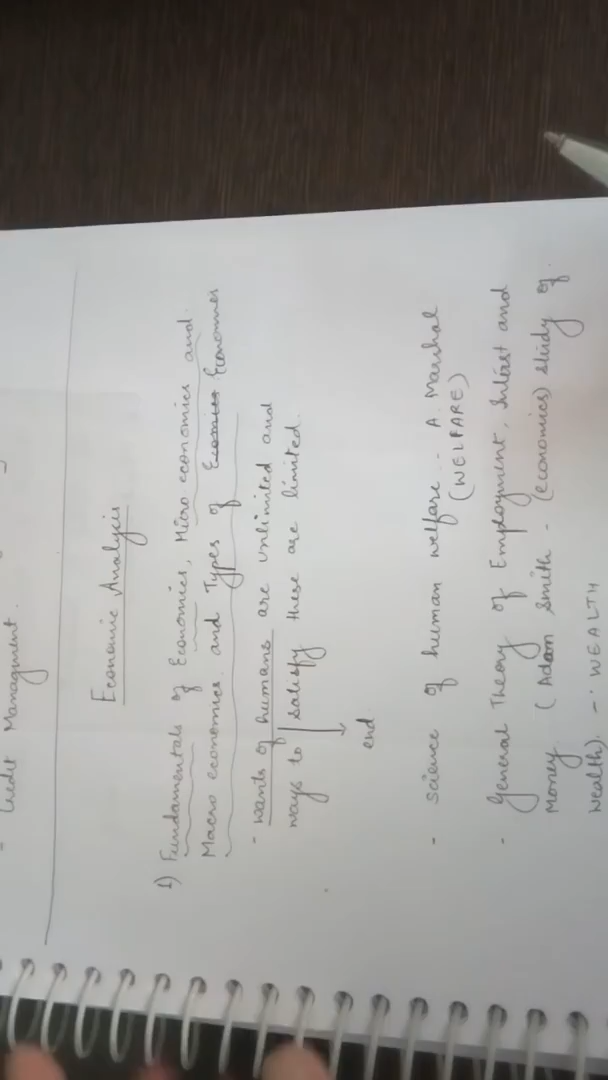 - Credit Managment.
Economic Analysis
1) Fundamentals of Economics, Micro economics and
Macro economics. and Types of Economies
- wants of humans are unlimited and
ways to satisfy these are limited.
end
- science of human welfare - A. Marshal
(WELFARE)
- General Theory of Employment, Interest and
Money (Adam Smith - (economics) study of
wealth). - WEALTH